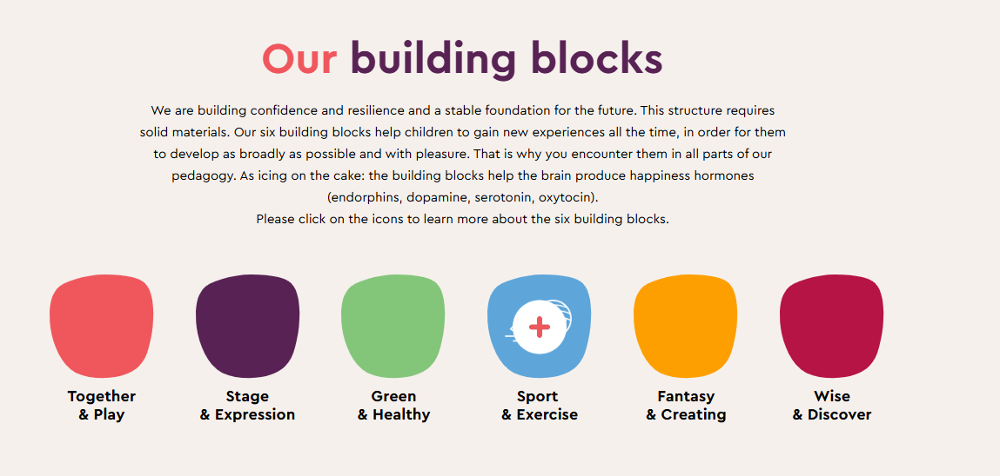 Our building blocks
We are building confidence and resilience and a stable foundation for the future. This structure requires
solid materials. Our six building blocks help children to gain new experiences all the time, in order for them
to develop as broadly as possible and with pleasure. That is why you encounter them in all parts of our
pedagogy. As icing on the cake: the building blocks help the brain produce happiness hormones
(endorphins, dopamine, serotonin, oxytocin).
Please click on the icons to learn more about the six building blocks.
Together
& Play
Stage
& Expression
Green
& Healthy
Sport
& Exercise
Fantasy
& Creating
Wise
& Discover